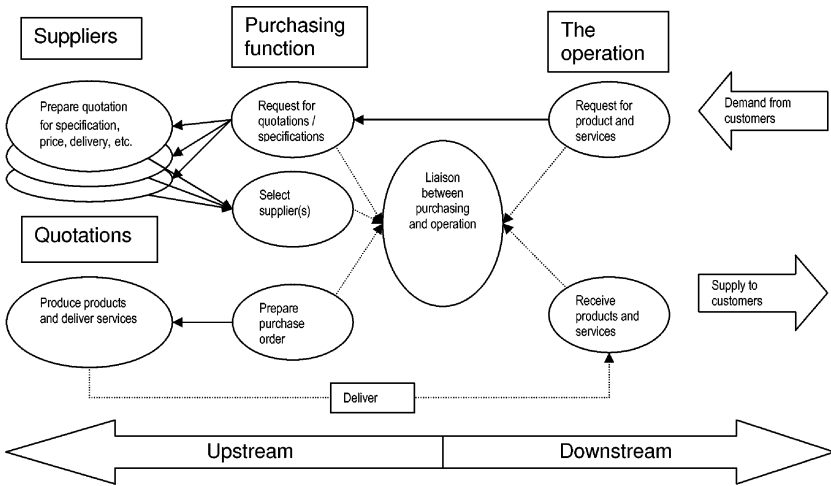 Suppliers
Purchasing
function
The
operation
Prepare quotation
for specification,
price, delivery, etc.
Request for
quotations /
specifications
Request for
product and
services
Demand from
customers
Liaison
between
purchasing
and operation
Select
supplier(s)
Quotations
Produce products
and deliver services
Prepare
purchase
order
Receive
products and
services
Supply to
customers
Deliver
Upstream
Downstream